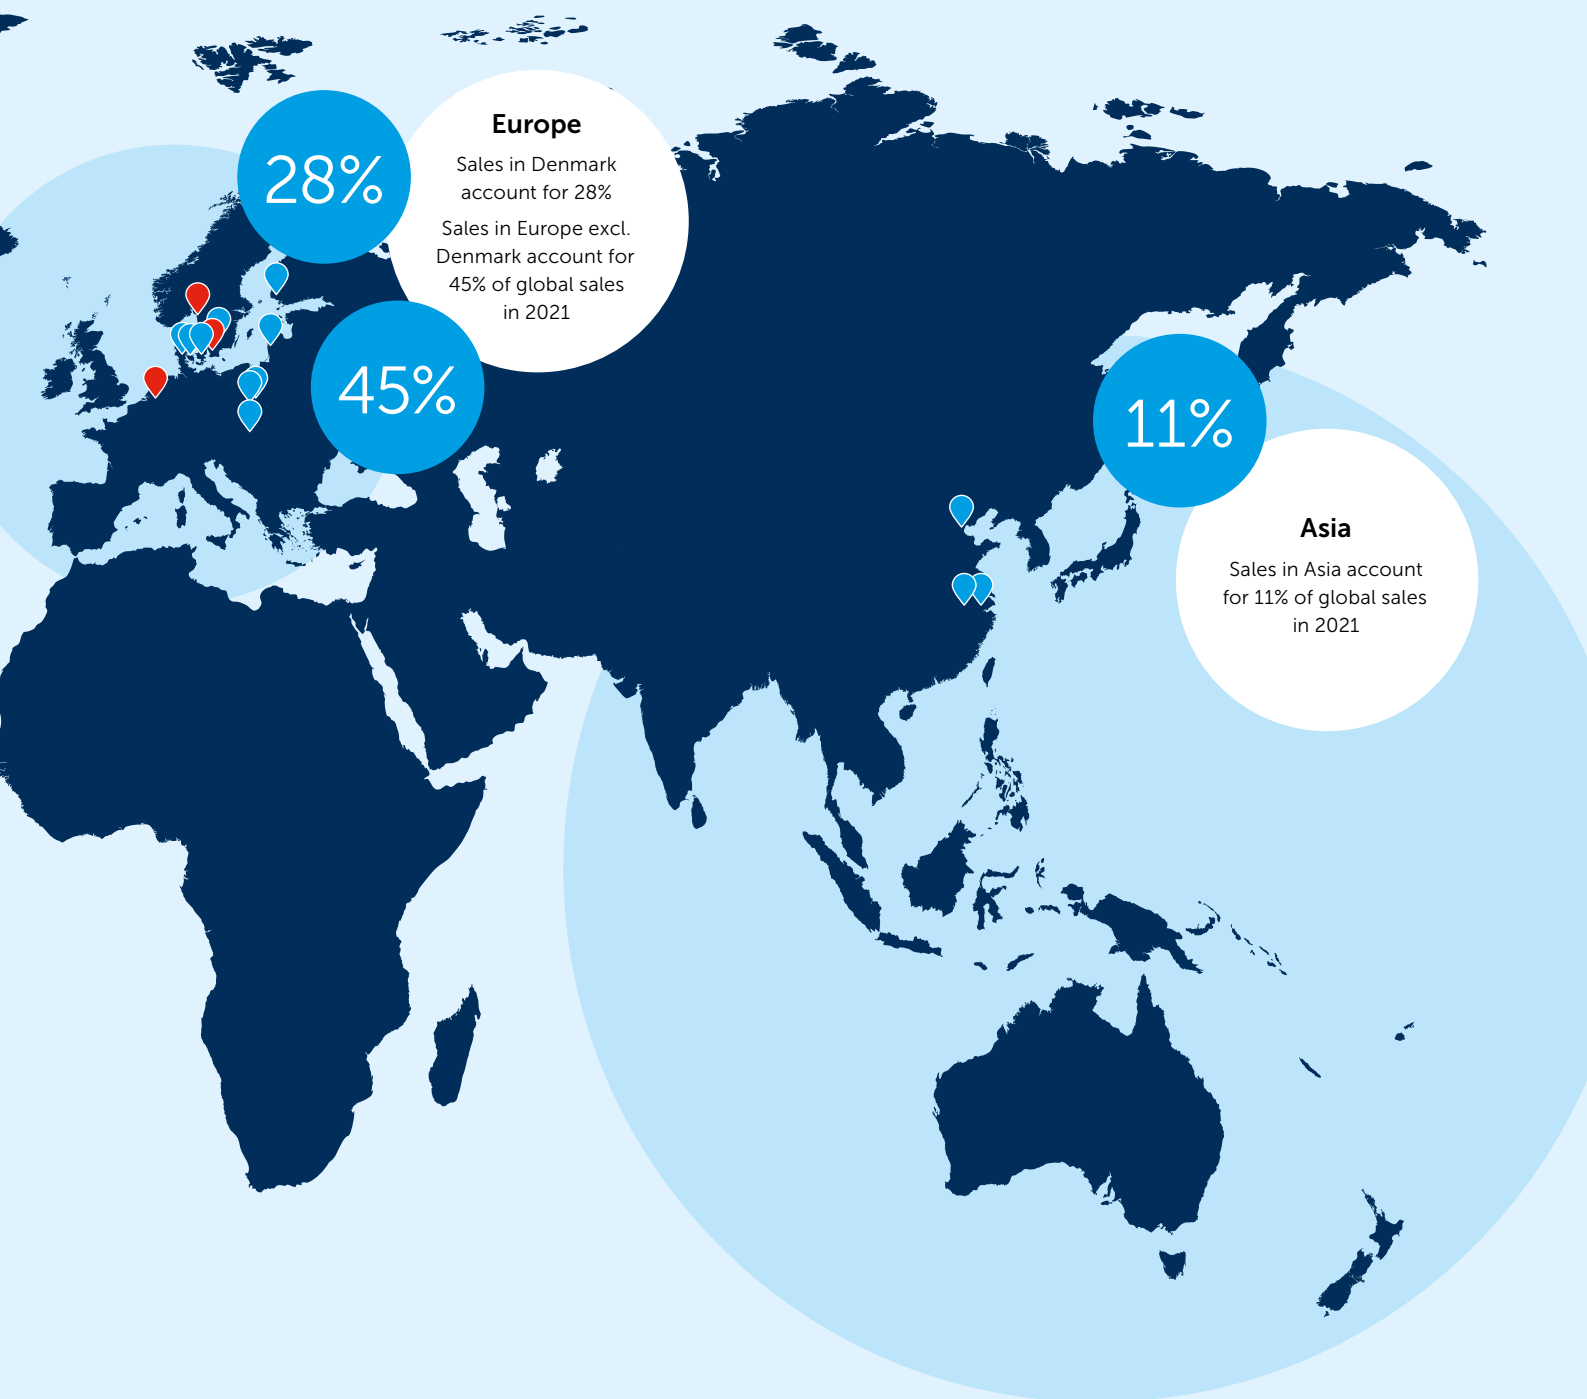 28%
Europe
Sales in Denmark
account for 28%
Sales in Europe excl.
Denmark account for
45% of global sales
in 2021
45%
11%
Asia
Sales in Asia account
for 11% of global sales
in 2021